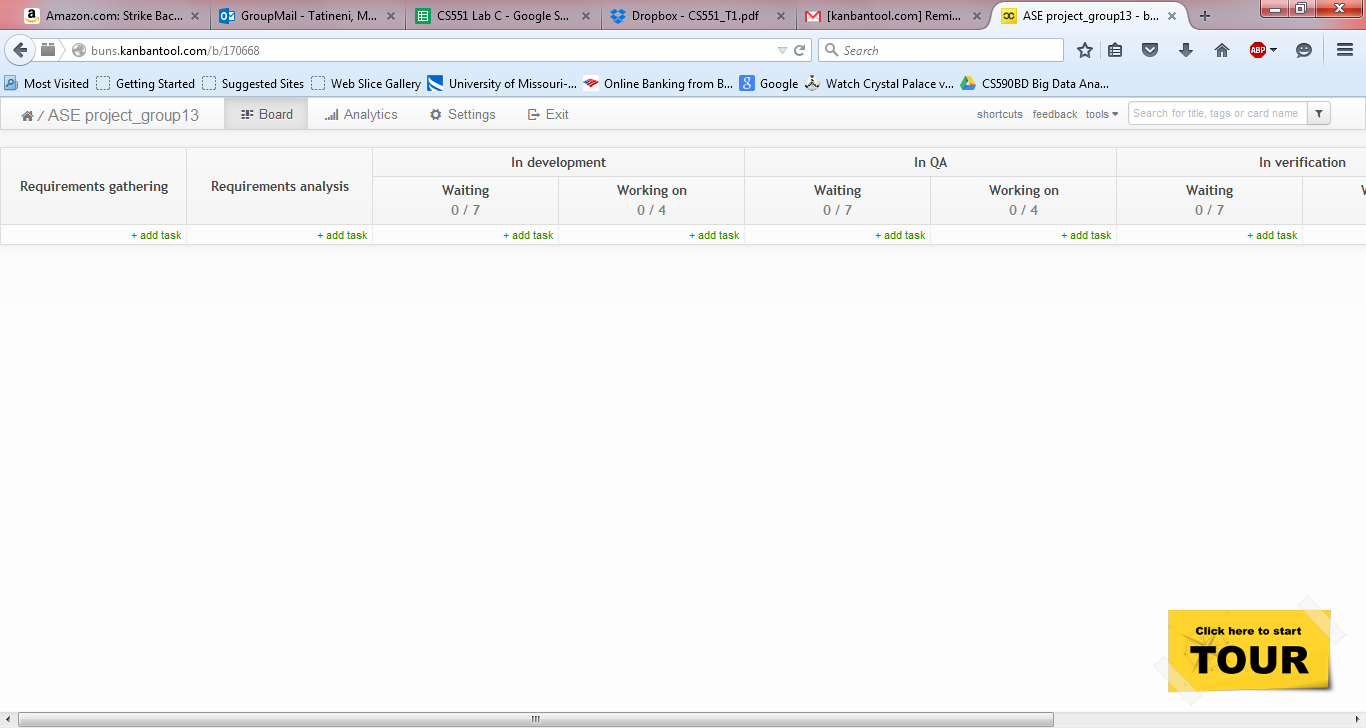 Amazon.com: Strike Bac...
GroupMail - Tatineni, M...
CS551 Lab C - Google S...
Dropbox - CS551_T1.pdf
[kanbantool.com] Remi...
ASE project_group13 - b...
buns.kanbantool.com/b/170668
Search
ABP
Most Visited
Getting Started
Suggested Sites
Web Slice Gallery
University of Missouri-...
Online Banking from B...
Google
Watch Crystal Palace v...
CS590BD Big Data Ana...
/ ASE project_group13
Board
Analytics
Settings
Exit
shortcuts
feedback
tools
Search for title, tags or card name
Requirements gathering
Requirements analysis
In development
In QA
In verification
Waiting
0 / 7
Working on
0 / 4
Waiting
0 / 7
Working on
0 / 4
Waiting
0 / 7
+ add task
+ add task
+ add task
+ add task
+ add task
+ add task
+ add task
Click here to start
TOUR